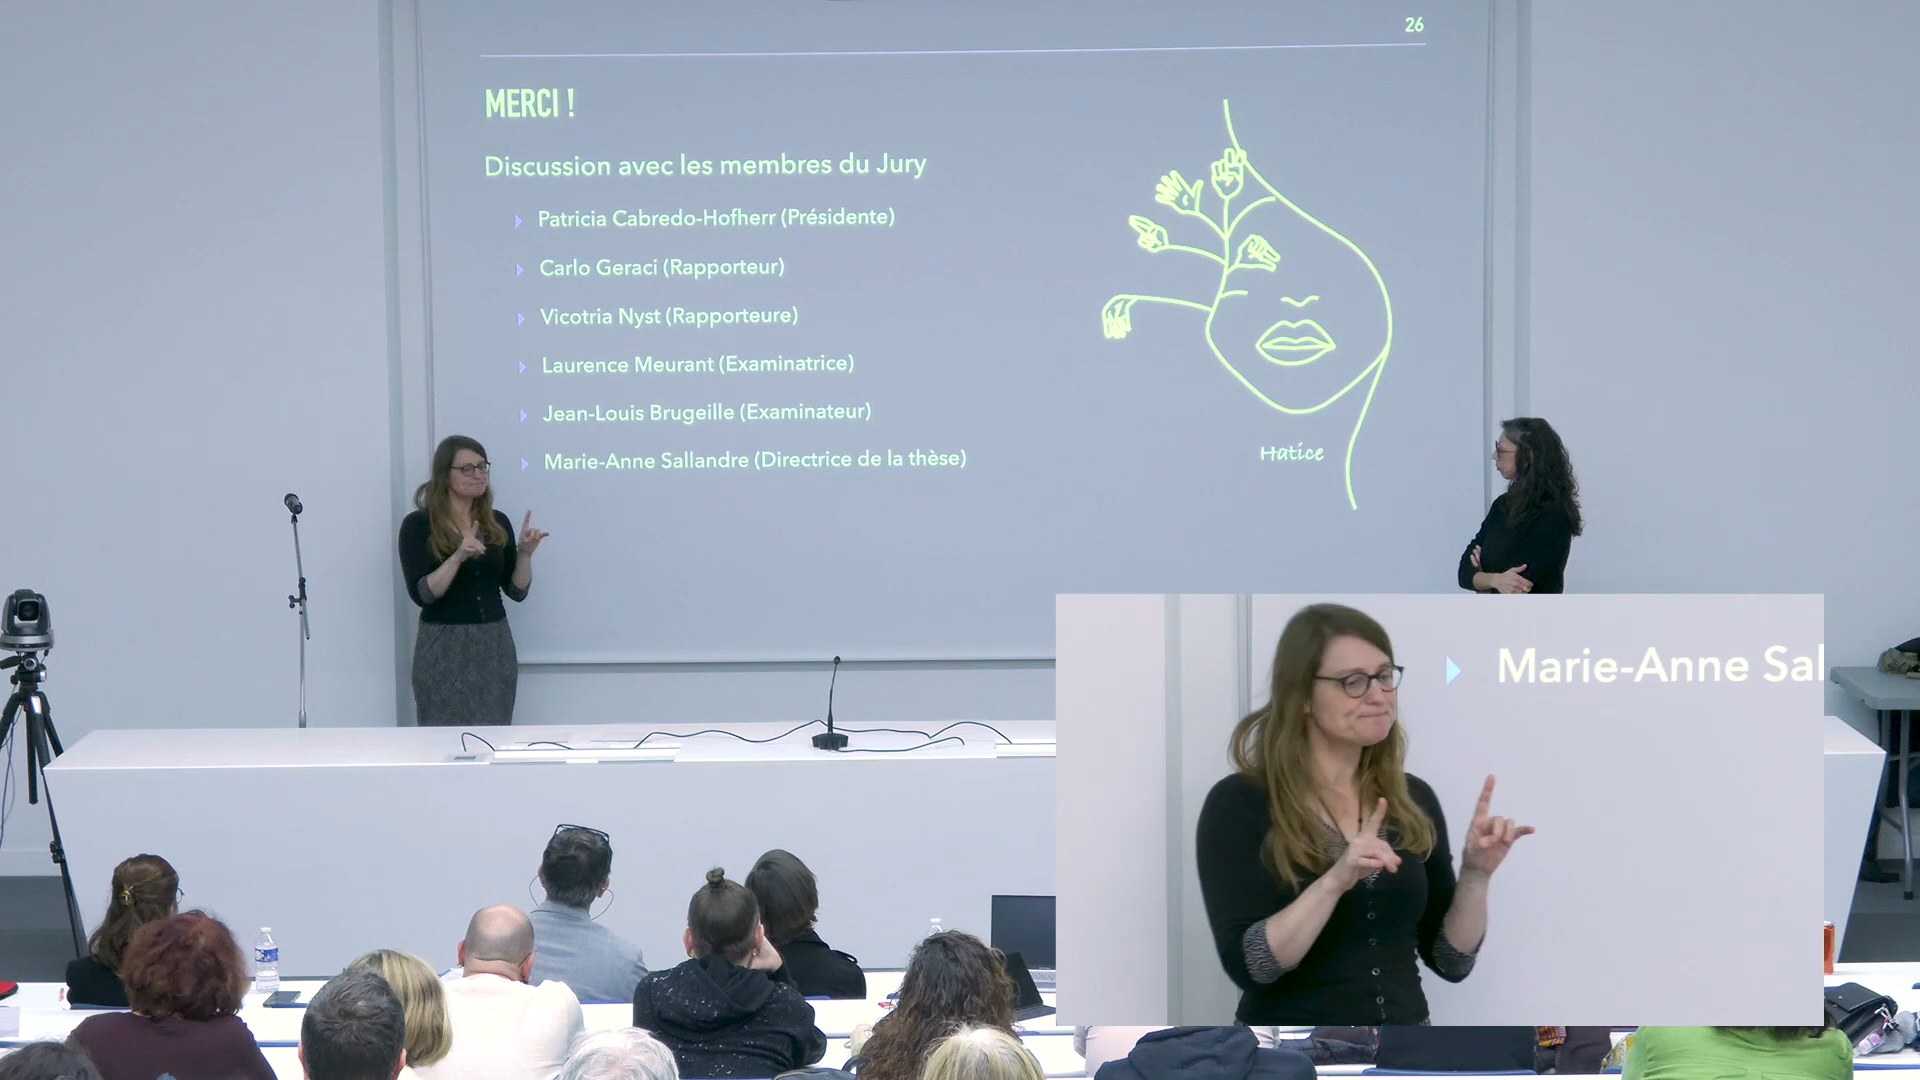 26
MERCI !
Discussion avec les membres du Jury
Patricia Cabredo-Hofherr (Présidente)
Carlo Geraci (Rapporteur)
Vicotria Nyst (Rapporteure)
Laurence Meurant (Examinatrice)
Jean-Louis Brugeille (Examinateur)
Marie-Anne Sallandre (Directrice de la thèse)
Hatice
Marie-Anne Sal